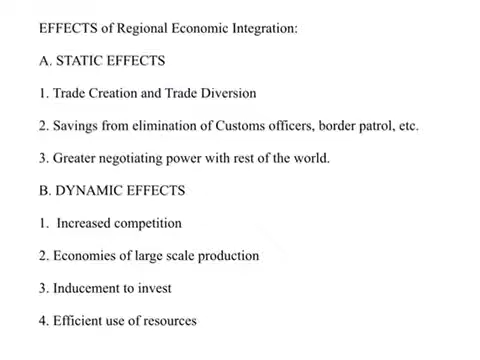 EFFECTS of Regional Economic Integration:
A. STATIC EFFECTS
1. Trade Creation and Trade Diversion
2. Savings from elimination of Customs officers, border patrol, etc.
3. Greater negotiating power with rest of the world.
B. DYNAMIC EFFECTS
1. Increased competition
2. Economies of large scale production
3. Inducement to invest
4. Efficient use of resources